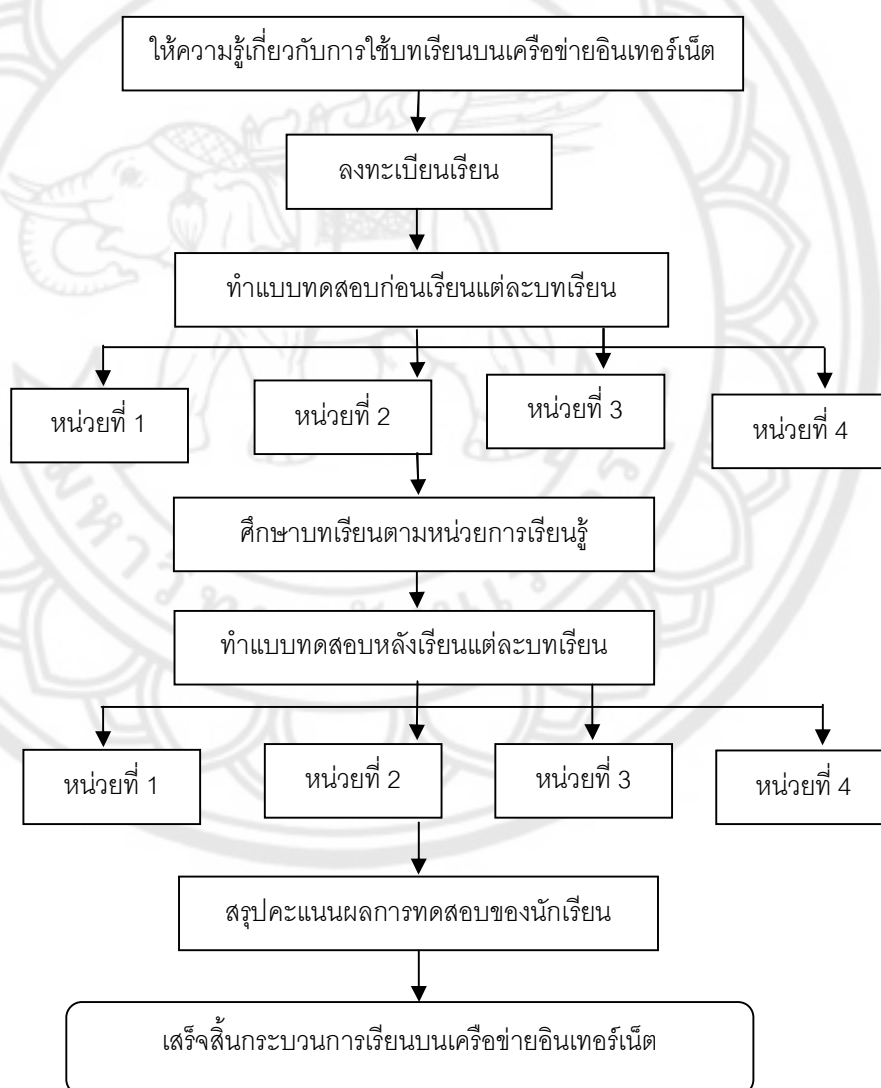 ให้ความรู้เกี่ยวกับการใช้บทเรียนบนเครือข่ายอินเทอร์เน็ต
ลงทะเบียนเรียน
ทำแบบทดสอบก่อนเรียนแต่ละบทเรียน
หน่วยที่ 1
หน่วยที่ 2
หน่วยที่ 3
หน่วยที่ 4
ศึกษาบทเรียนตามหน่วยการเรียนรู้
ทำแบบทดสอบหลังเรียนแต่ละบทเรียน
หน่วยที่ 1
หน่วยที่ 2
หน่วยที่ 3
หน่วยที่ 4
สรุปคะแนนผลการทดสอบของนักเรียน
เสร็จสิ้นกระบวนการเรียนบนเครือข่ายอินเทอร์เน็ต